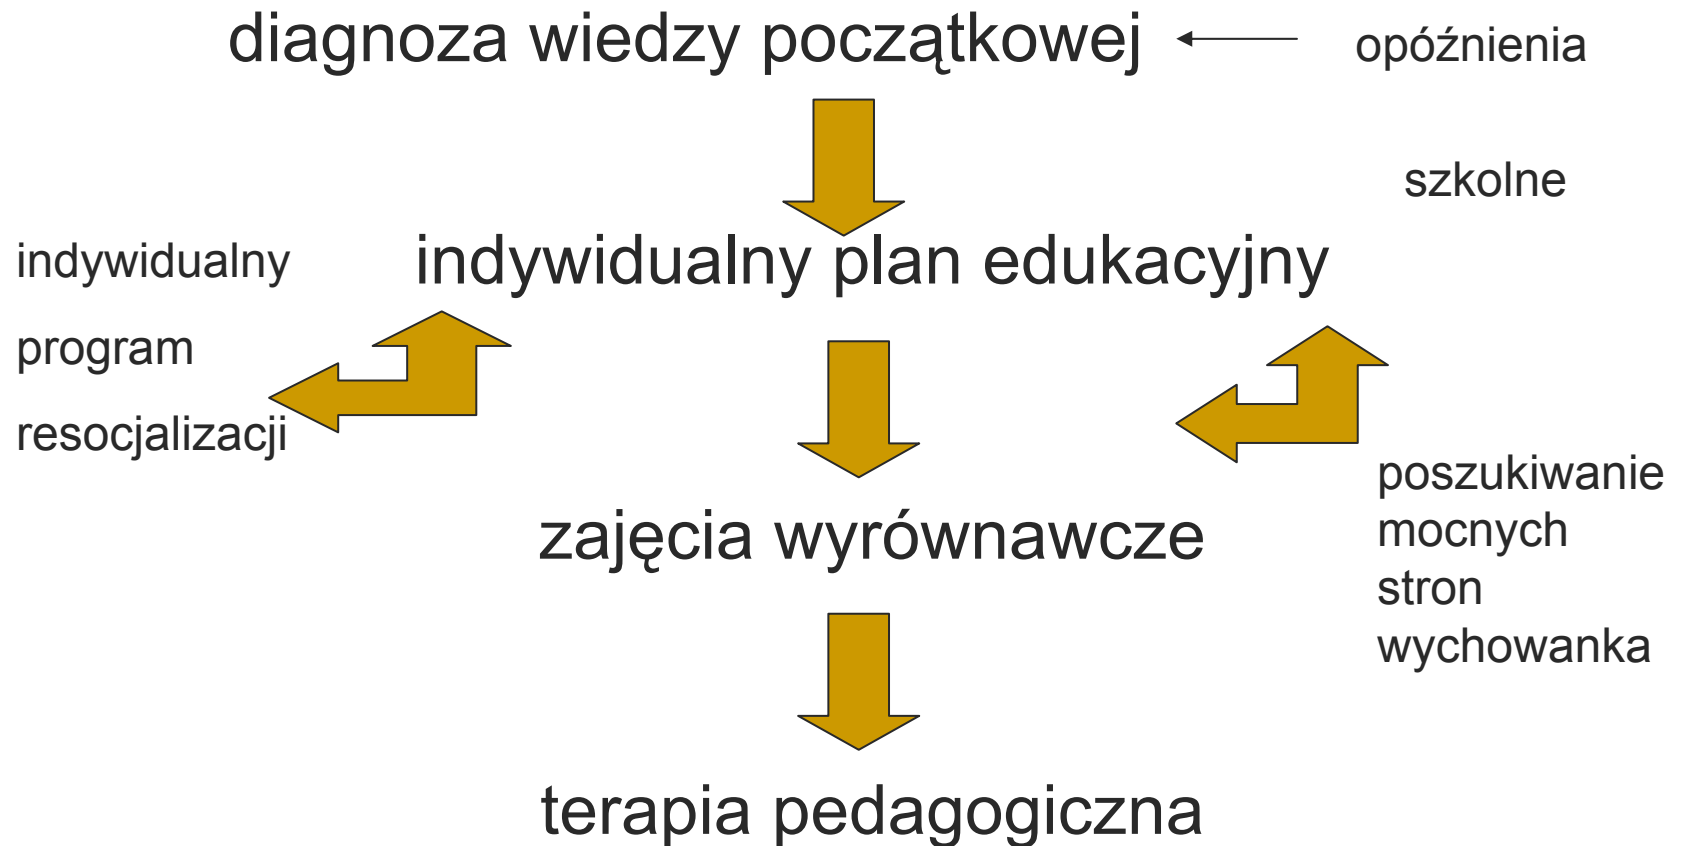 diagnoza wiedzy początkowej
opóźnienia
szkolne
indywidualny plan edukacyjny
indywidualny
program
resocjalizacji
zajęcia wyrównawcze
poszukiwanie
mocnych
stron
wychowanka
terapia pedagogiczna